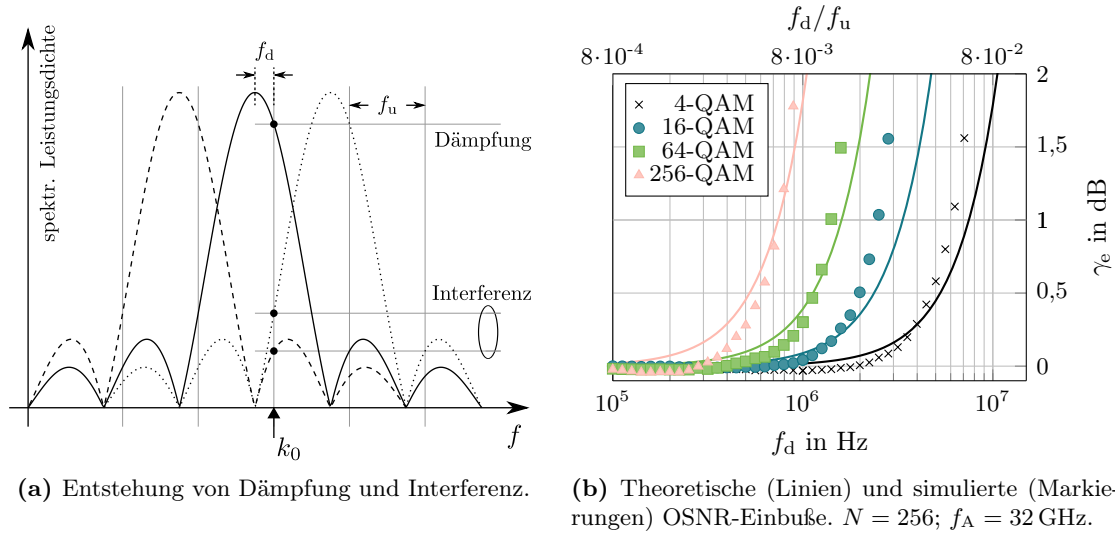 spektr. Leistungsdichte
f_d
f_u
Dämpfung
Interferenz
k_0
f
(a) Entstehung von Dämpfung und Interferenz.
f_d/f_u
8·10^-4
8·10^-3
8·10^-2
4-QAM
16-QAM
64-QAM
256-QAM
2
1,5
1
0,5
0
γ_e in dB
10^5
10^6
10^7
f_d in Hz
(b) Theoretische (Linien) und simulierte (Markie-
rungen) OSNR-Einbuße. N = 256; f_A = 32 GHz.